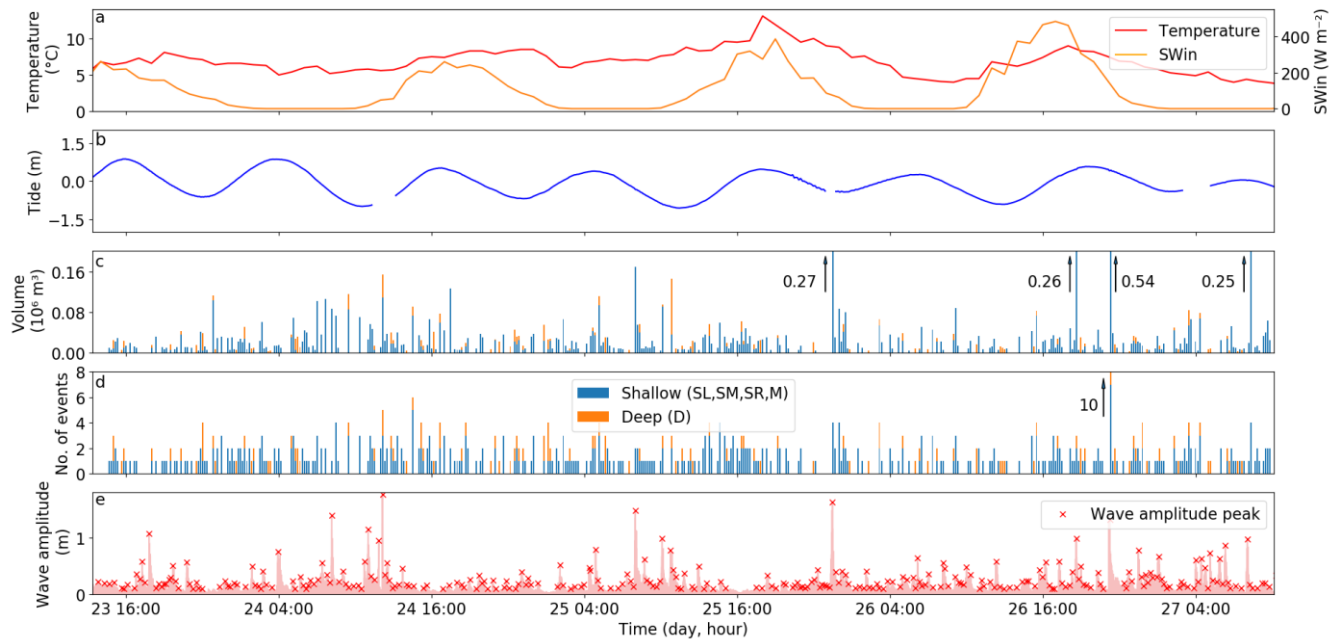 a
10
5
0
Temperature
(°C)
Temperature
SWin
400
200
0
SWin (W m⁻²)
b
1.5
0.0
−1.5
Tide (m)
c
0.16
0.08
0.00
Volume
(10⁶ m³)
0.27
0.26
0.54
0.25
d
8
6
4
2
0
No. of events
Shallow (SL,SM,SR,M)
Deep (D)
10
e
1
0
Wave amplitude
(m)
Wave amplitude peak
23 16:00
24 04:00
24 16:00
25 04:00
25 16:00
26 04:00
26 16:00
27 04:00
Time (day, hour)